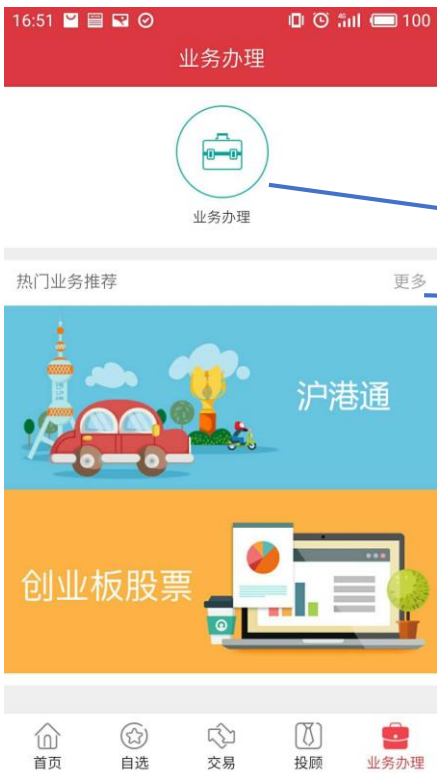 16:51 4G 100
业务办理
业务办理
热门业务推荐 更多
沪港通
创业板股票
首页 自选 交易 投顾 业务办理